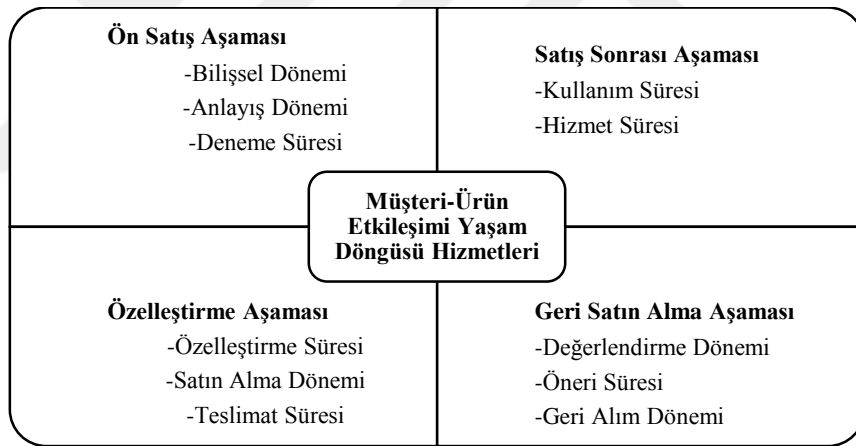 Ön Satış Aşaması
-Bilişsel Dönemi
-Anlayış Dönemi
-Deneme Süresi
Satış Sonrası Aşaması
-Kullanım Süresi
-Hizmet Süresi
Müşteri-Ürün
Etkileşimi Yaşam
Döngüsü Hizmetleri
Özelleştirme Aşaması
-Özelleştirme Süresi
-Satın Alma Dönemi
-Teslimat Süresi
Geri Satın Alma Aşaması
-Değerlendirme Dönemi
-Öneri Süresi
-Geri Alım Dönemi